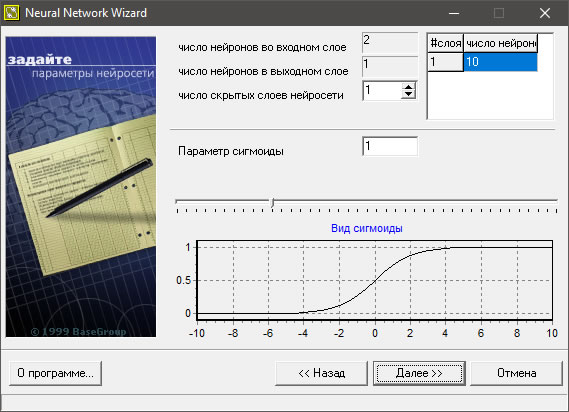 Neural Network Wizard
задайте
параметры нейросети
© 1999 BaseGroup
число нейронов во входном слое 2
число нейронов в выходном слое 1
число скрытых слоев нейросети 1
#слоя число нейроно
1 10
Параметр сигмоиды 1
Вид сигмоиды
1
0.5
0
-10 -8 -6 -4 -2 0 2 4 6 8 10
О программе...
<< Назад
Далее >>
Отмена